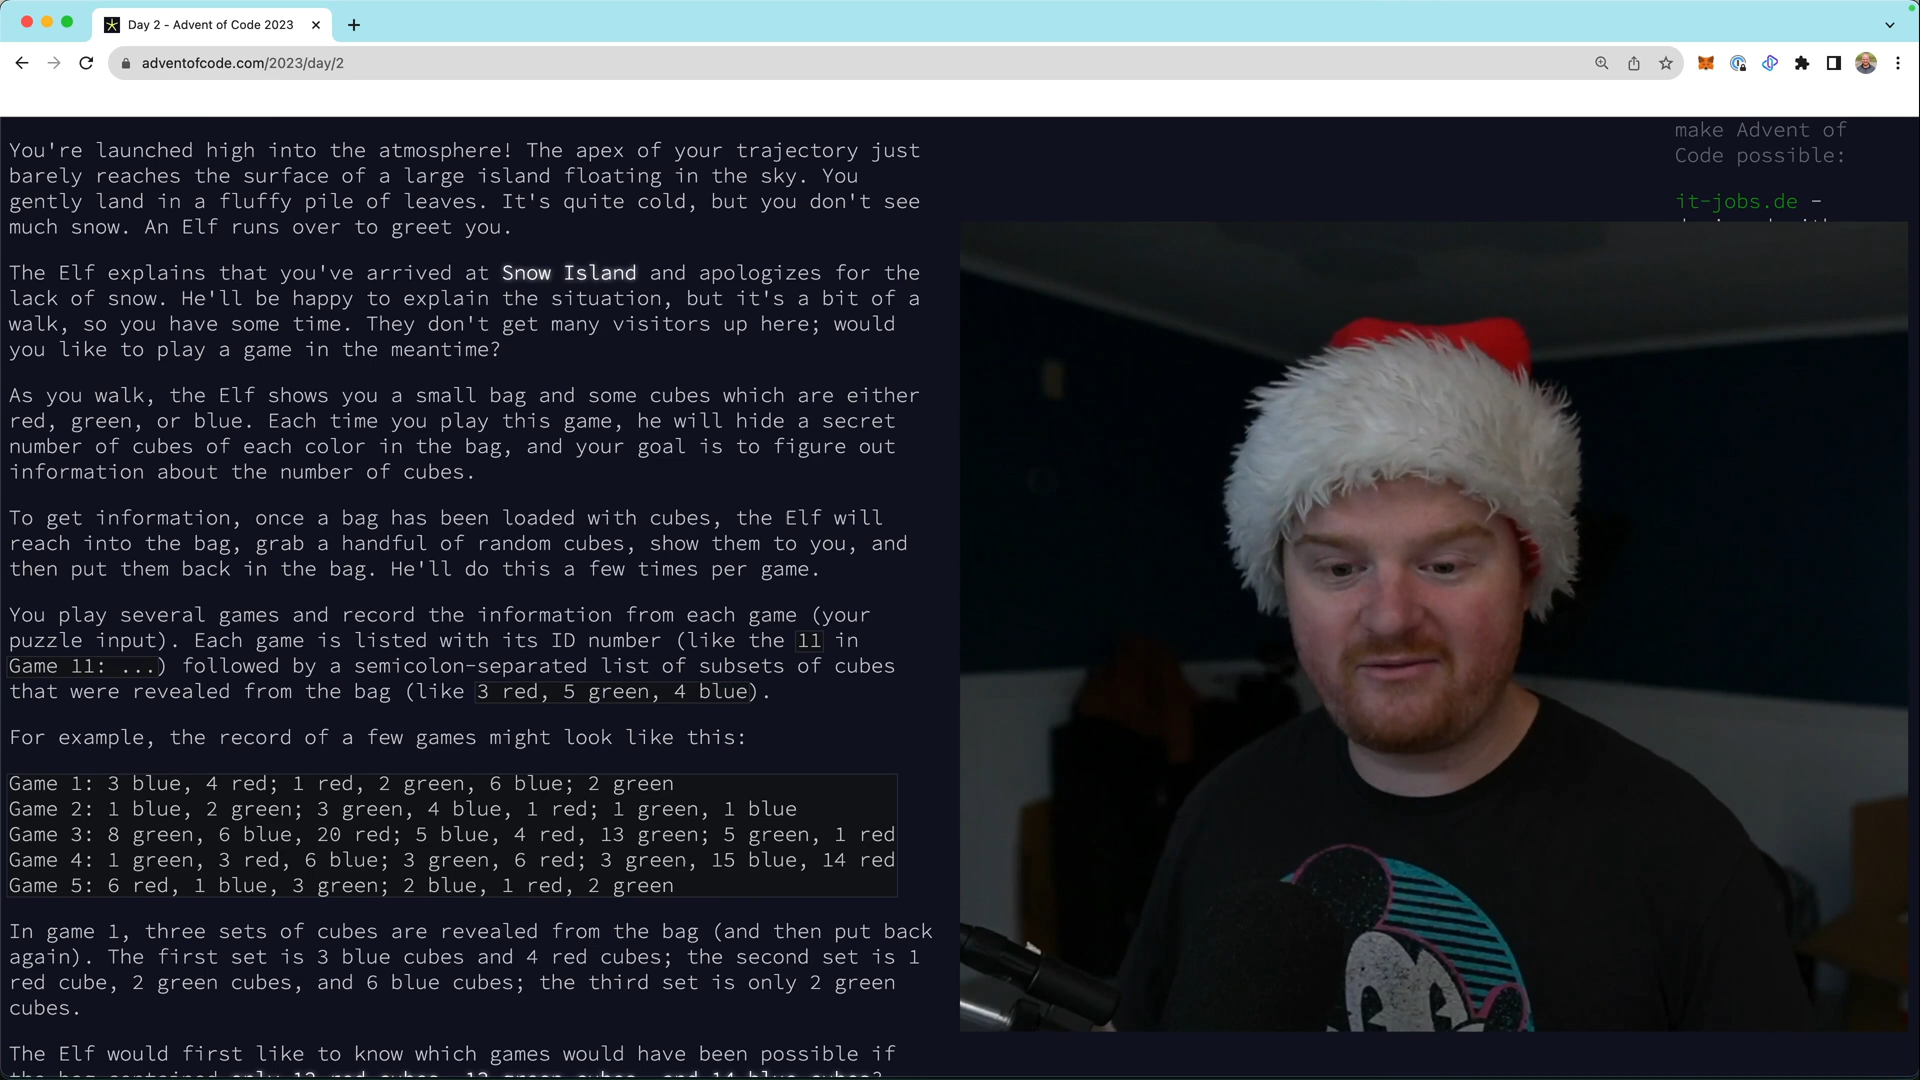 Day 2 - Advent of Code 2023
adventofcode.com/2023/day/2
You're launched high into the atmosphere! The apex of your trajectory just
barely reaches the surface of a large island floating in the sky. You
gently land in a fluffy pile of leaves. It's quite cold, but you don't see
much snow. An Elf runs over to greet you.
The Elf explains that you've arrived at Snow Island and apologizes for the
lack of snow. He'll be happy to explain the situation, but it's a bit of a
walk, so you have some time. They don't get many visitors up here; would
you like to play a game in the meantime?
As you walk, the Elf shows you a small bag and some cubes which are either
red, green, or blue. Each time you play this game, he will hide a secret
number of cubes of each color in the bag, and your goal is to figure out
information about the number of cubes.
To get information, once a bag has been loaded with cubes, the Elf will
reach into the bag, grab a handful of random cubes, show them to you, and
then put them back in the bag. He'll do this a few times per game.
You play several games and record the information from each game (your
puzzle input). Each game is listed with its ID number (like the 11 in
Game 11: ...) followed by a semicolon-separated list of subsets of cubes
that were revealed from the bag (like 3 red, 5 green, 4 blue).
For example, the record of a few games might look like this:
Game 1: 3 blue, 4 red; 1 red, 2 green, 6 blue; 2 green
Game 2: 1 blue, 2 green; 3 green, 4 blue, 1 red; 1 green, 1 blue
Game 3: 8 green, 6 blue, 20 red; 5 blue, 4 red, 13 green; 5 green, 1 red
Game 4: 1 green, 3 red, 6 blue; 3 green, 6 red; 3 green, 15 blue, 14 red
Game 5: 6 red, 1 blue, 3 green; 2 blue, 1 red, 2 green
In game 1, three sets of cubes are revealed from the bag (and then put back
again). The first set is 3 blue cubes and 4 red cubes; the second set is 1
red cube, 2 green cubes, and 6 blue cubes; the third set is only 2 green
cubes.
The Elf would first like to know which games would have been possible if
the bag contained only 12 red cubes, 13 green cubes, and 14 blue cubes?
make Advent of
Code possible:
it-jobs.de -